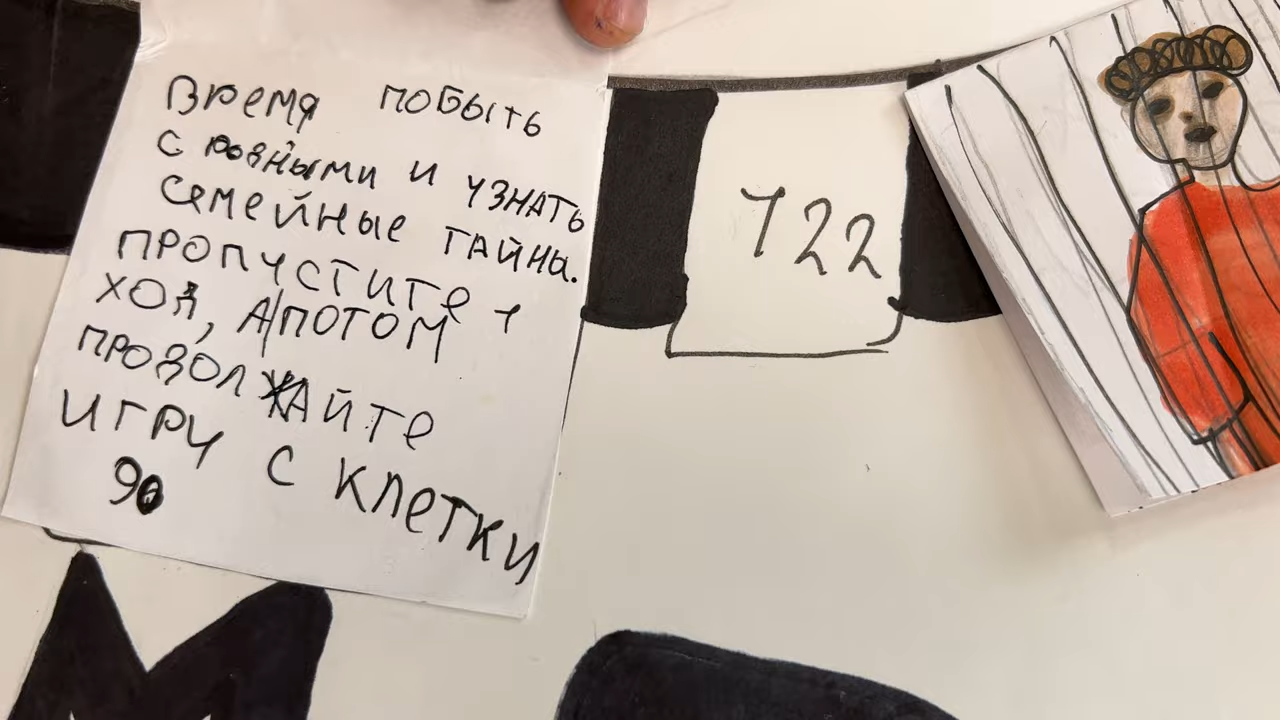 Время побыть
с родными и узнать
семейные тайны.
пропустите 1
ход, а потом
продолжайте
игру с клетки
90
122